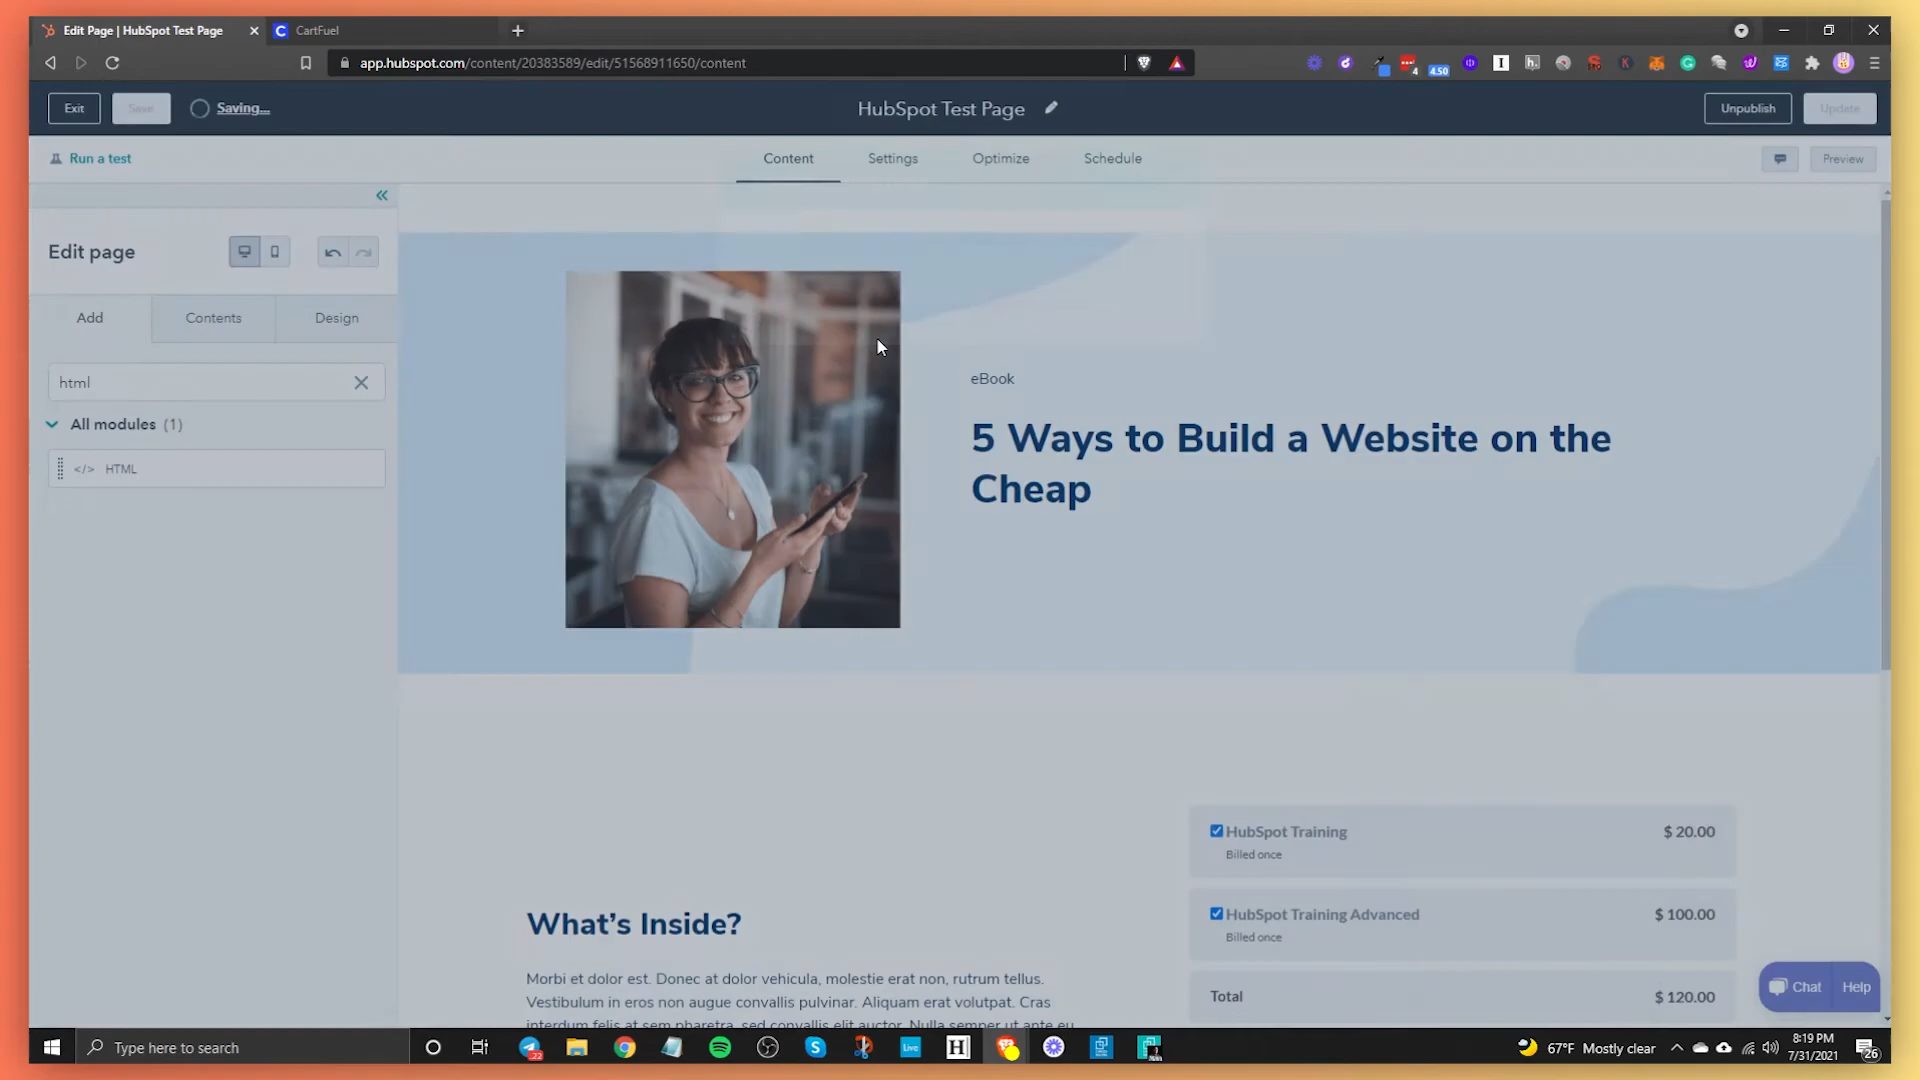 Edit Page | HubSpot Test Page
CartFuel
app.hubspot.com/content/20383589/edit/51568911650/content
4
4.50
Exit
Save
Saving...
HubSpot Test Page
Unpublish
Update
Run a test
Content
Settings
Optimize
Schedule
Preview
Edit page
Add
Contents
Design
html
All modules (1)
</> HTML
eBook
5 Ways to Build a Website on the
Cheap
HubSpot Training
$ 20.00
Billed once
HubSpot Training Advanced
$ 100.00
Billed once
Total
$ 120.00
What's Inside?
Morbi et dolor est. Donec at dolor vehicula, molestie erat non, rutrum tellus.
Vestibulum in eros non augue convallis pulvinar. Aliquam erat volutpat. Cras
interdum felis at sem pharetra, sed convallis elit auctor. Nulla semper ut ante eu
Chat
Help
Type here to search
22
Live
H
67°F Mostly clear
8:19 PM
7/31/2021
26